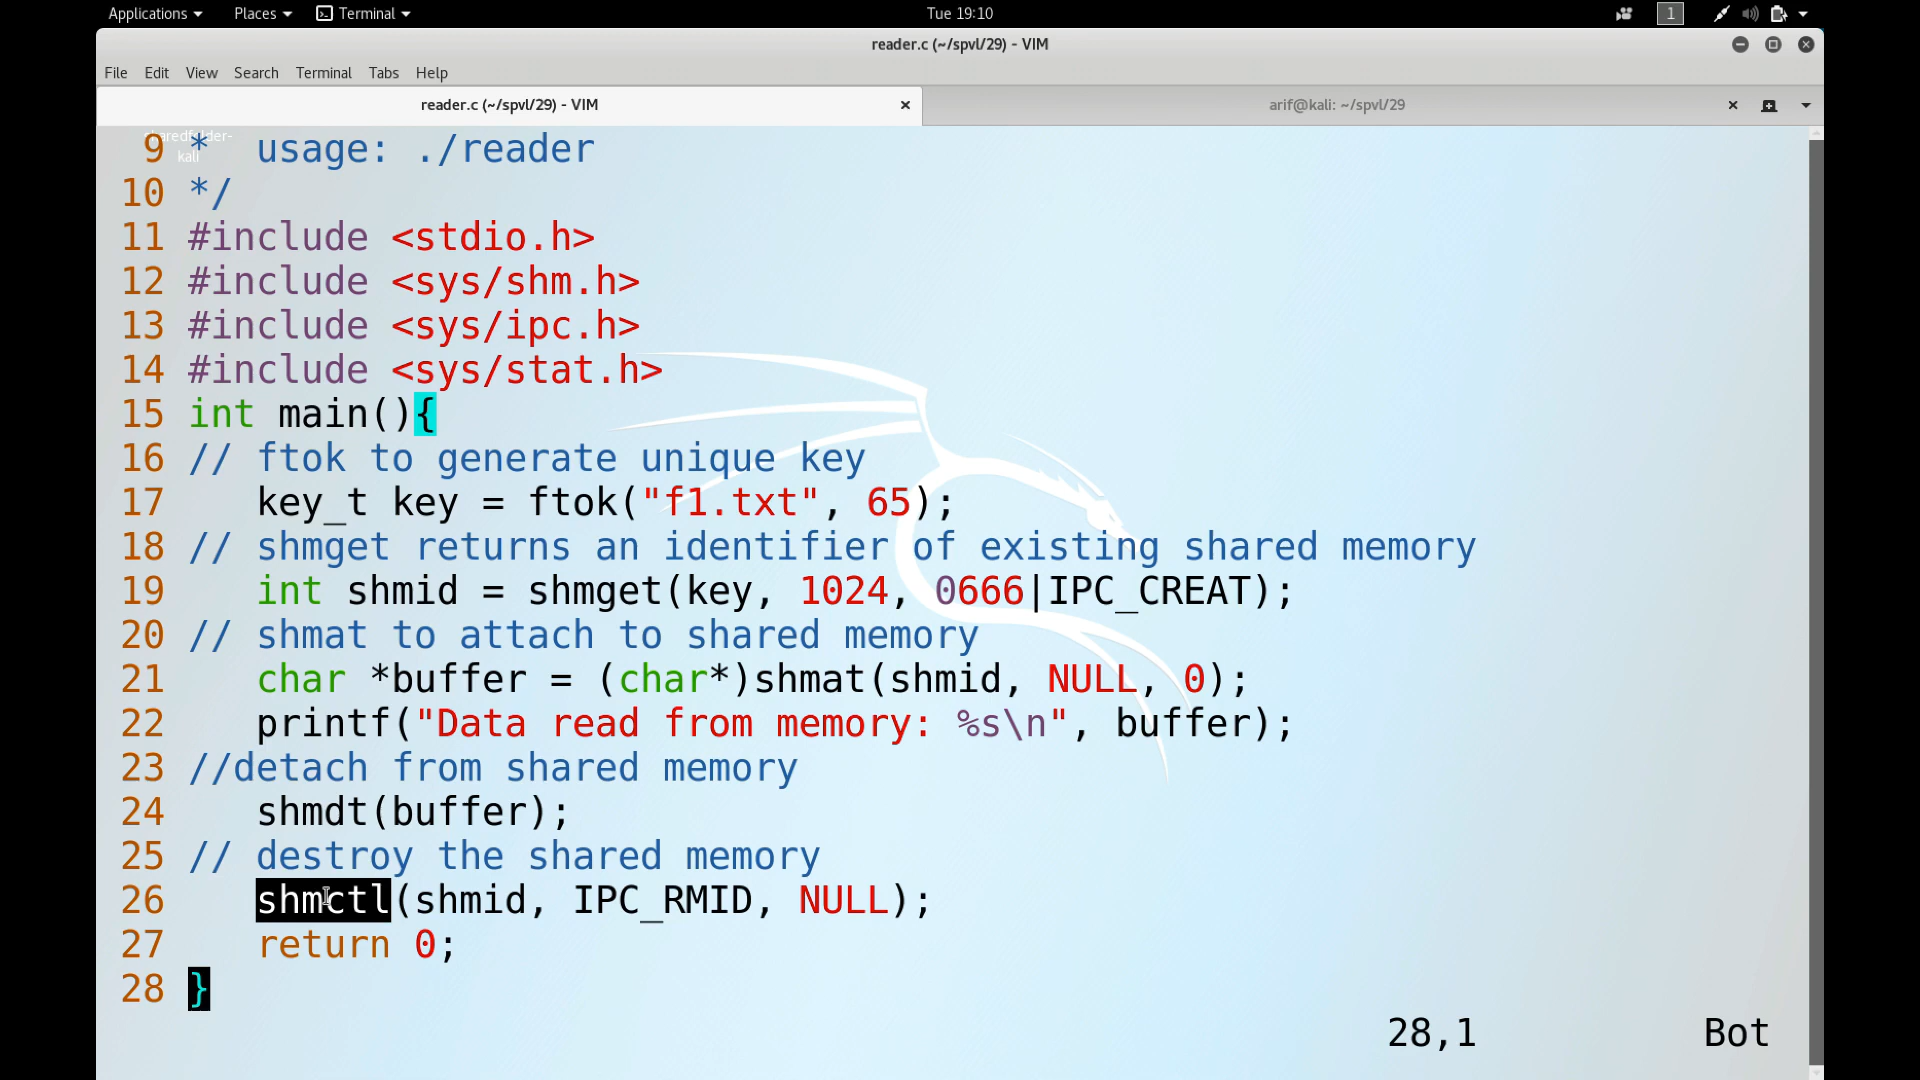 Applications Places Terminal Tue 19:10 1
reader.c (~/spvl/29) - VIM
File Edit View Search Terminal Tabs Help
reader.c (~/spvl/29) - VIM arif@kali: ~/spvl/29
sharedfolder-
kali
9 *  usage: ./reader
10 */
11 #include <stdio.h>
12 #include <sys/shm.h>
13 #include <sys/ipc.h>
14 #include <sys/stat.h>
15 int main(){
16 // ftok to generate unique key
17    key_t key = ftok("f1.txt", 65);
18 // shmget returns an identifier of existing shared memory
19    int shmid = shmget(key, 1024, 0666|IPC_CREAT);
20 // shmat to attach to shared memory
21    char *buffer = (char*)shmat(shmid, NULL, 0);
22    printf("Data read from memory: %s\n", buffer);
23 //detach from shared memory
24    shmdt(buffer);
25 // destroy the shared memory
26    shmctl(shmid, IPC_RMID, NULL);
27    return 0;
28 }
28,1 Bot